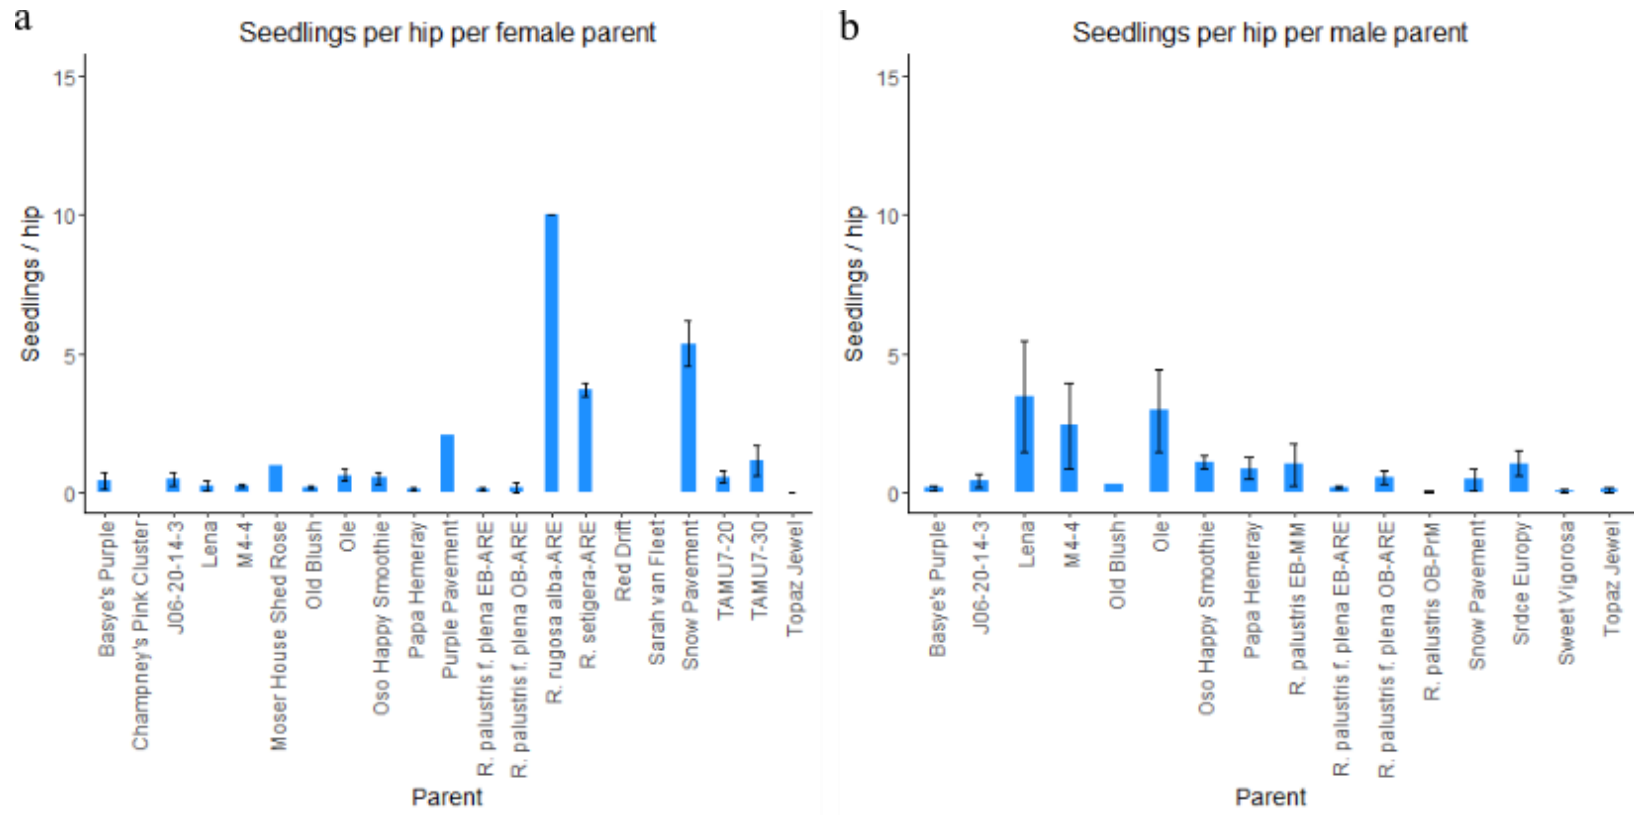 a
Seedlings per hip per female parent
15
10
5
0
Seedlings / hip
Basye's Purple
Champney's Pink Cluster
J06-20-14-3
Lena
M4-4
Moser House Shed Rose
Old Blush
Ole
Oso Happy Smoothie
Papa Hemeray
Purple Pavement
R. palustris f. plena EB-ARE
R. palustris f. plena OB-ARE
R. rugosa alba-ARE
R. setigera-ARE
Red Drift
Sarah van Fleet
Snow Pavement
TAMU7-20
TAMU7-30
Topaz Jewel
Parent
b
Seedlings per hip per male parent
15
10
5
0
Seedlings / hip
Basye's Purple
J06-20-14-3
Lena
M4-4
Old Blush
Ole
Oso Happy Smoothie
Papa Hemeray
R. palustris EB-MM
R. palustris f. plena EB-ARE
R. palustris f. plena OB-ARE
R. palustris OB-PrM
Snow Pavement
Srdce Europy
Sweet Vigorosa
Topaz Jewel
Parent